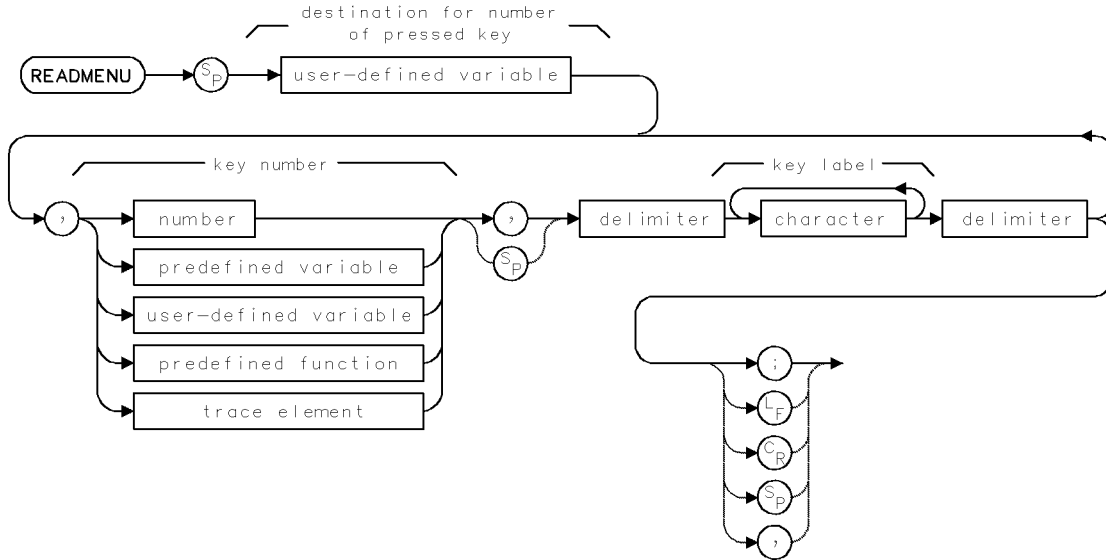 destination for number
of pressed key
READMENU SP user-defined variable
key number
key label
, number , delimiter character delimiter
predefined variable SP
user-defined variable
predefined function
trace element
;
LF
CR
SP
,